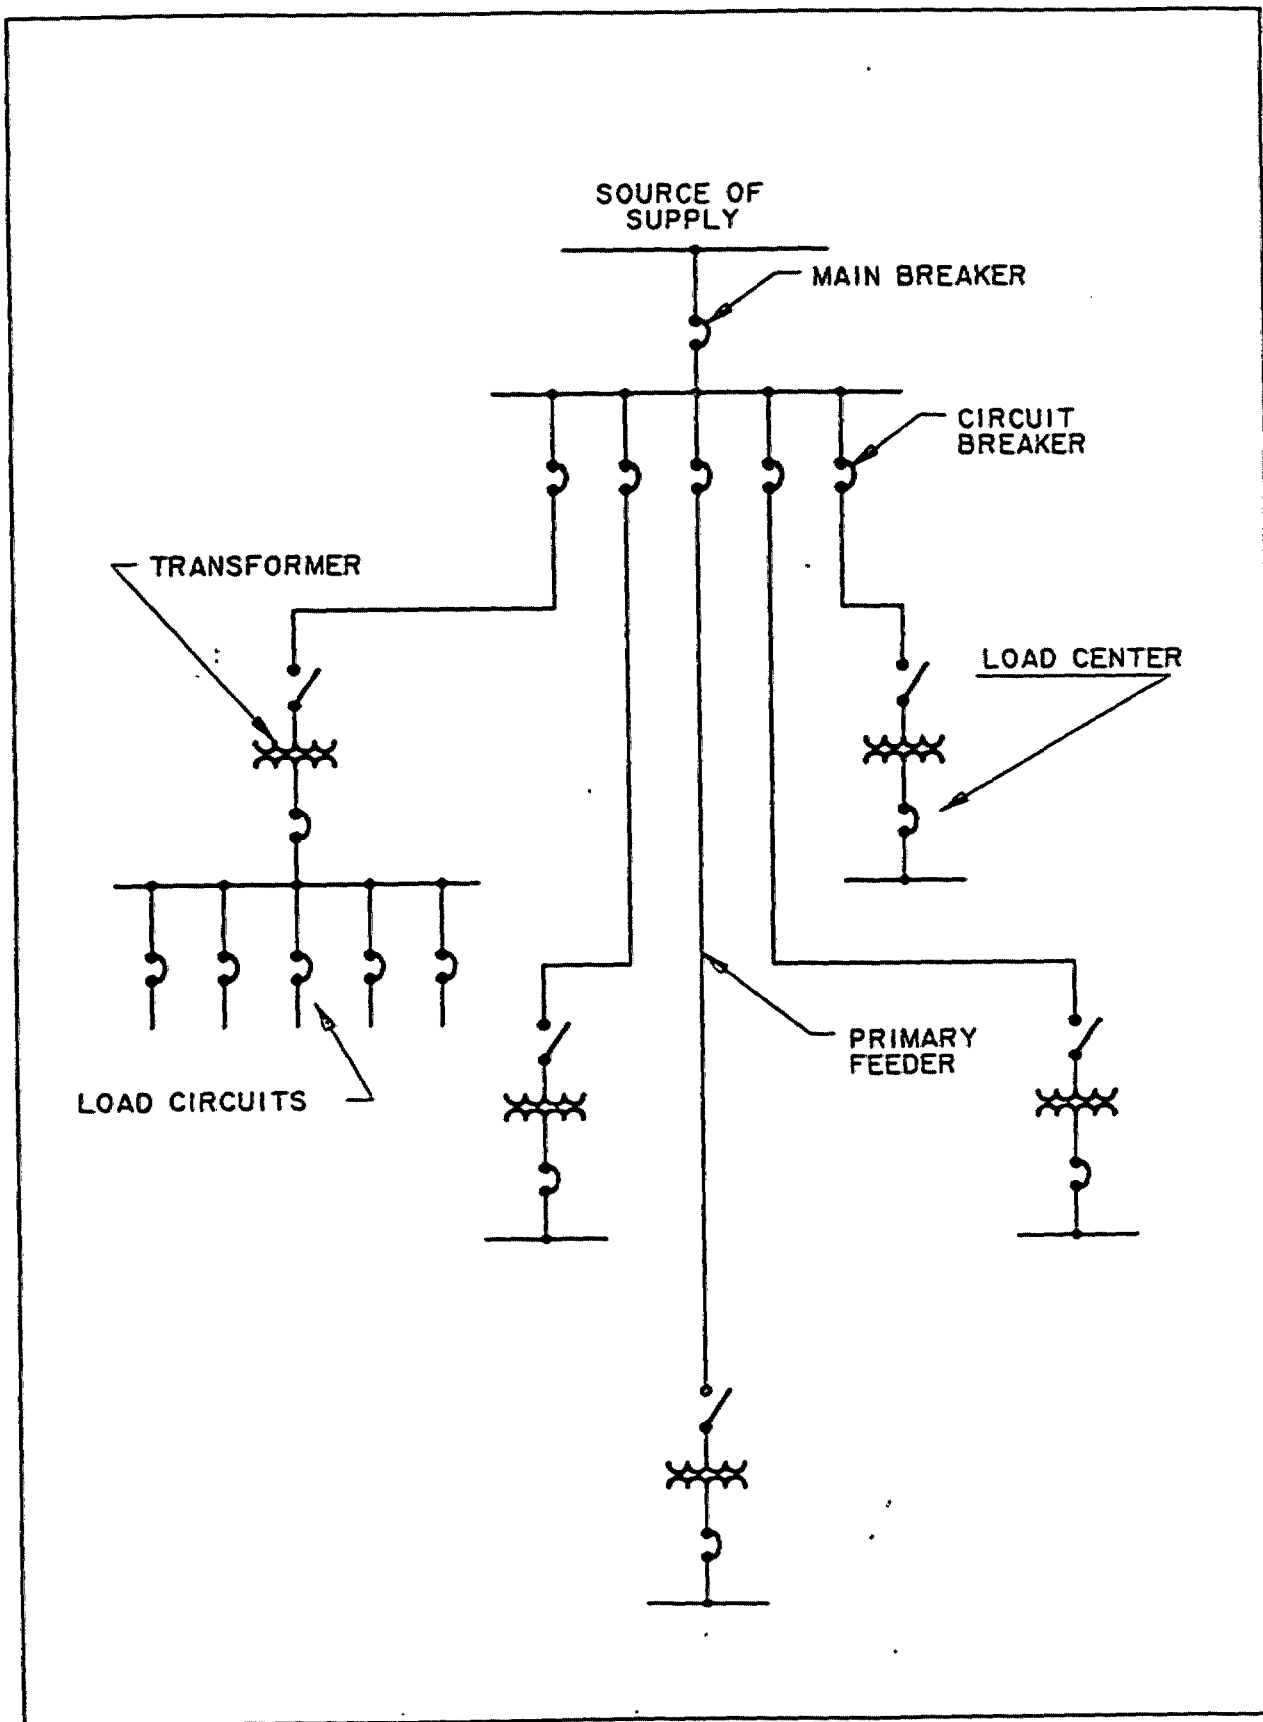 SOURCE OF
SUPPLY
MAIN BREAKER
CIRCUIT
BREAKER
TRANSFORMER
LOAD CENTER
PRIMARY
FEEDER
LOAD CIRCUITS